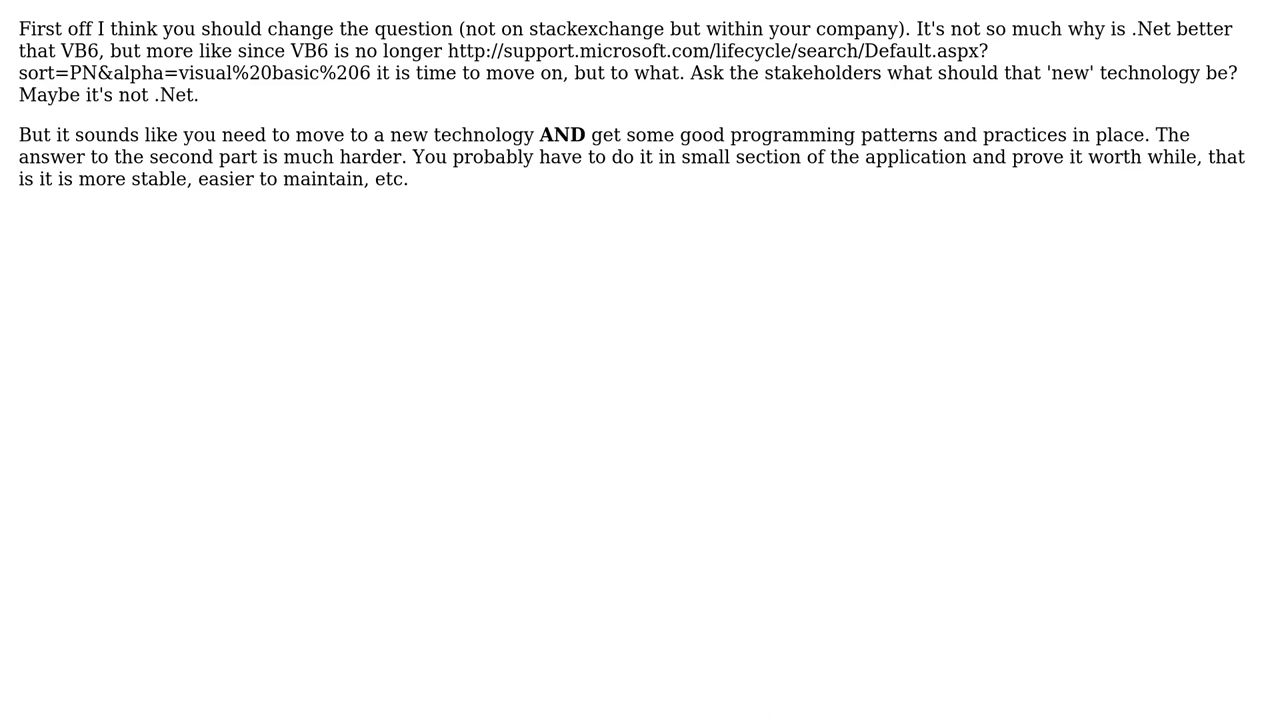 First off I think you should change the question (not on stackexchange but within your company). It's not so much why is .Net better
that VB6, but more like since VB6 is no longer http://support.microsoft.com/lifecycle/search/Default.aspx?
sort=PN&alpha=visual%20basic%206 it is time to move on, but to what. Ask the stakeholders what should that 'new' technology be?
Maybe it's not .Net.
But it sounds like you need to move to a new technology AND get some good programming patterns and practices in place. The
answer to the second part is much harder. You probably have to do it in small section of the application and prove it worth while, that
is it is more stable, easier to maintain, etc.